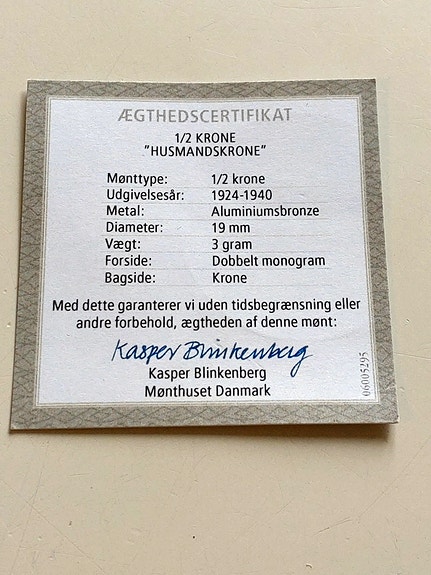 ÆGTHEDSCERTIFIKAT
1/2 KRONE
"HUSMANDSKRONE"
Mønttype: 1/2 krone
Udgivelsesår: 1924-1940
Metal: Aluminiumsbronze
Diameter: 19 mm
Vægt: 3 gram
Forside: Dobbelt monogram
Bagside: Krone
Med dette garanterer vi uden tidsbegrænsning eller
andre forbehold, ægtheden af denne mønt:
Kasper Blinkenberg
Kasper Blinkenberg
Mønthuset Danmark
06005295